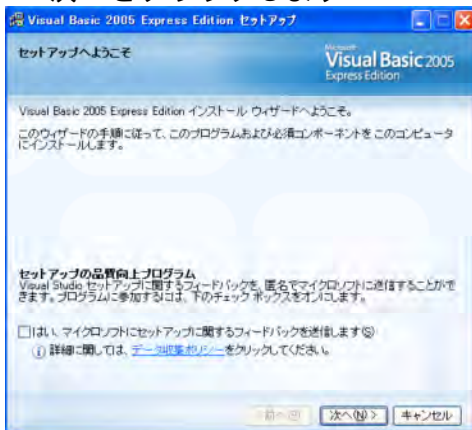 Visual Basic 2005 Express Edition セットアップ
セットアップへようこそ
Microsoft
Visual Basic 2005
Express Edition
Visual Basic 2005 Express Edition インストール ウィザードへようこそ。
このウィザードの手順に従って、このプログラムおよび必須コンポーネントをこのコンピュータ
にインストールします。
セットアップの品質向上プログラム
Visual Studio セットアップに関するフィードバックを、匿名でマイクロソフトに送信することがで
きます。プログラムに参加するには、下のチェック ボックスをオンにします。
はい、マイクロソフトにセットアップに関するフィードバックを送信します(S)
詳細に関しては、データ収集ポリシーをクリックしてください。
< 前へ(P) 次へ(N) > キャンセル